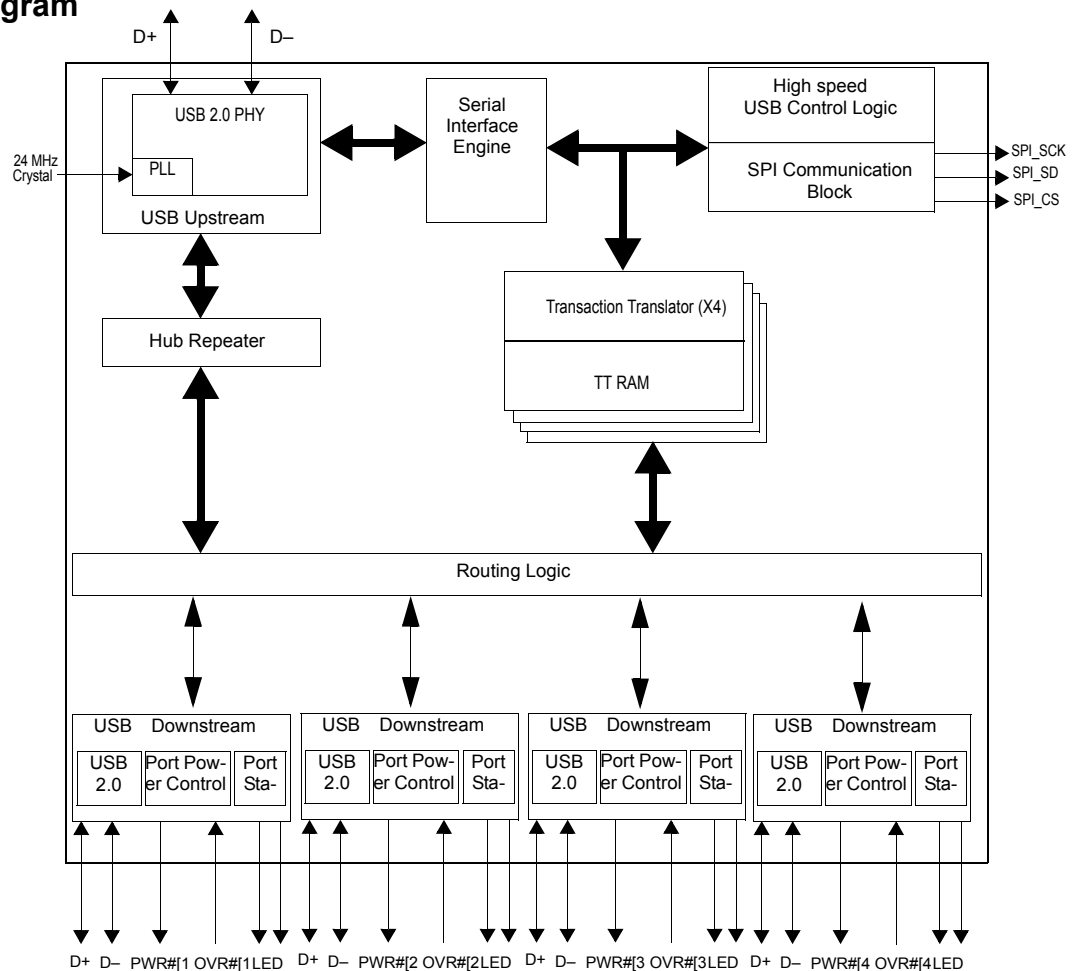 gram
D+ D–
USB 2.0 PHY
PLL
24 MHz
Crystal
USB Upstream
Serial
Interface
Engine
High speed
USB Control Logic
SPI Communication
Block
SPI_SCK
SPI_SD
SPI_CS
Hub Repeater
Transaction Translator (X4)
TT RAM
Routing Logic
USB Downstream
USB
2.0
Port Pow-
er Control
Port
Sta-
USB Downstream
USB
2.0
Port Pow-
er Control
Port
Sta-
USB Downstream
USB
2.0
Port Pow-
er Control
Port
Sta-
USB Downstream
USB
2.0
Port Pow-
er Control
Port
Sta-
D+ D– PWR#[1 OVR#[1LED D+ D– PWR#[2 OVR#[2LED D+ D– PWR#[3 OVR#[3LED D+ D– PWR#[4 OVR#[4LED